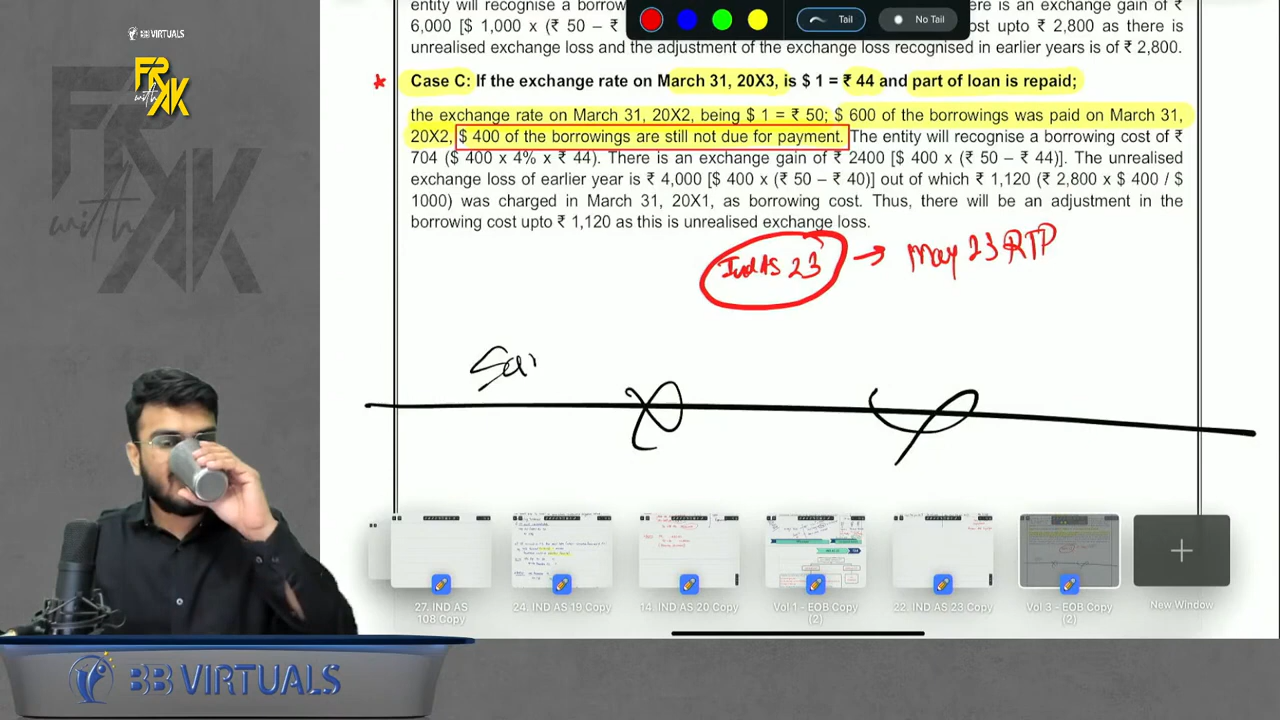 BB VIRTUALS
FR
with
AK
FR
with
AK
Tail
No Tail
entity will recognise a borrow
ere is an exchange gain of ₹
6,000 [$ 1,000 x (₹ 50 –
cost upto ₹ 2,800 as there is
unrealised exchange loss and the adjustment of the exchange loss recognised in earlier years is of ₹ 2,800.
Case C: If the exchange rate on March 31, 20X3, is $ 1 = ₹ 44 and part of loan is repaid;
the exchange rate on March 31, 20X2, being $ 1 = ₹ 50; $ 600 of the borrowings was paid on March 31,
20X2, $ 400 of the borrowings are still not due for payment. The entity will recognise a borrowing cost of ₹
704 ($ 400 x 4% x ₹ 44). There is an exchange gain of ₹ 2400 [$ 400 x (₹ 50 – ₹ 44)]. The unrealised
exchange loss of earlier year is ₹ 4,000 [$ 400 x (₹ 50 – ₹ 40)] out of which ₹ 1,120 (₹ 2,800 x $ 400 / $
1000) was charged in March 31, 20X1, as borrowing cost. Thus, there will be an adjustment in the
borrowing cost upto ₹ 1,120 as this is unrealised exchange loss.
Ind AS 23 → May 23 RTP
27. IND AS
108 Copy
24. IND AS 19 Copy
14. IND AS 20 Copy
Vol 1 - EOB Copy
(2)
22. IND AS 23 Copy
Vol 3 - EOB Copy
(2)
New Window
BB VIRTUALS